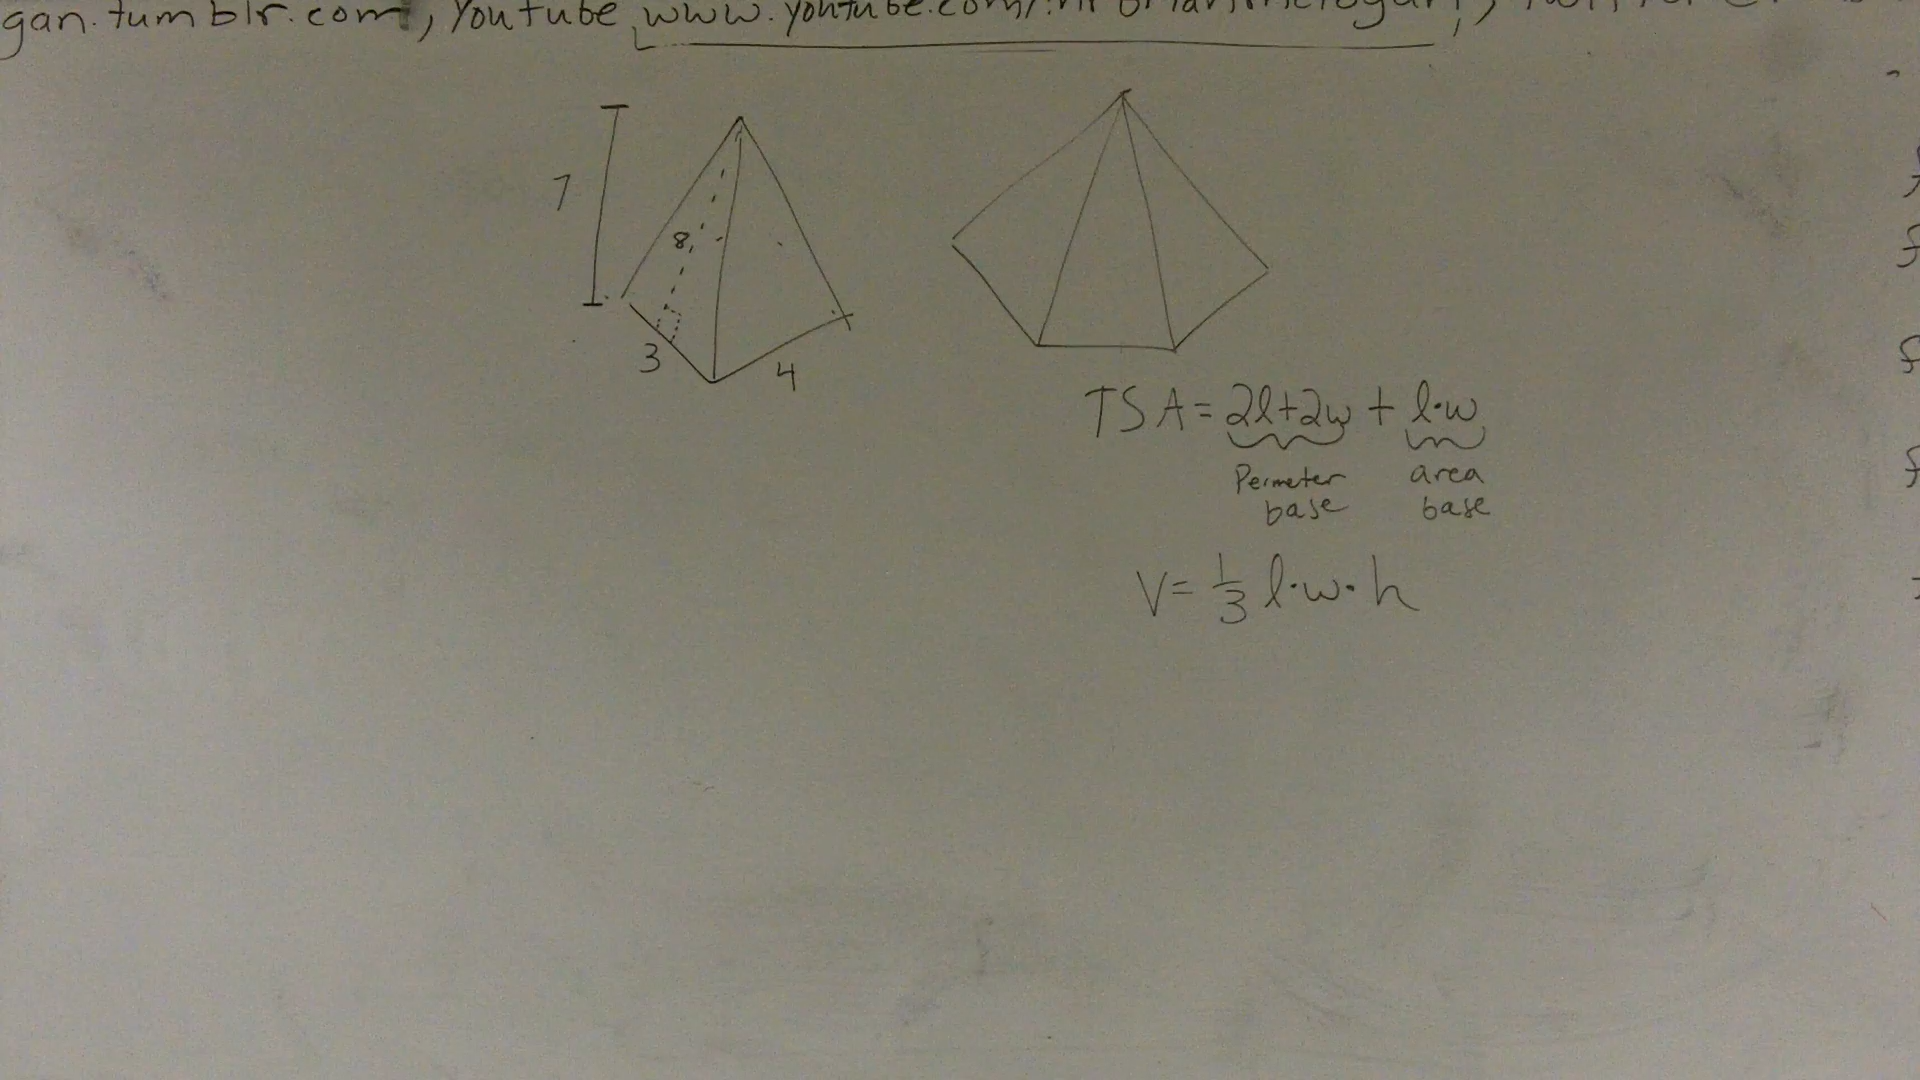 gan.tumblr.com, Youtube www.youtube.com/
7
8
3
4
TSA = 2l+2w + l·w
Perimeter base
area base
V = 1/3 l·w·h